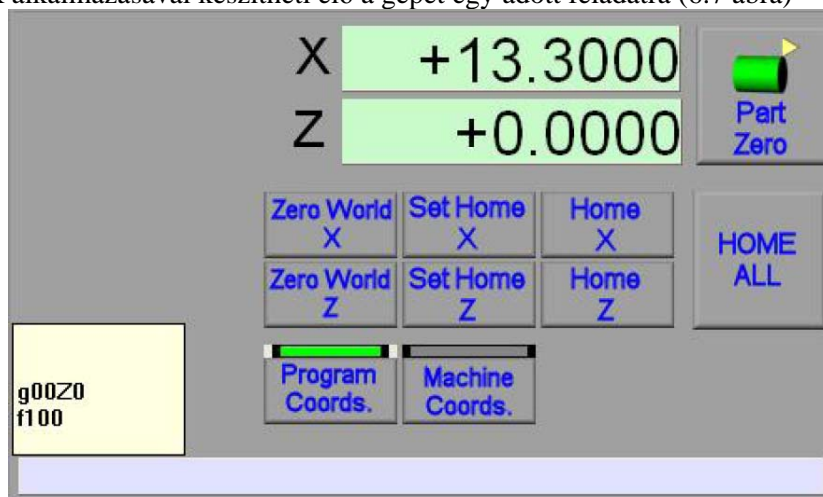 alkalmazásával készítheti elő a gépet egy adott feladatra (6.7 ábra)
X +13.3000
Z +0.0000
Part
Zero
Zero World
X
Set Home
X
Home
X
HOME
ALL
Zero World
Z
Set Home
Z
Home
Z
Program
Coords.
Machine
Coords.
g00Z0
f100